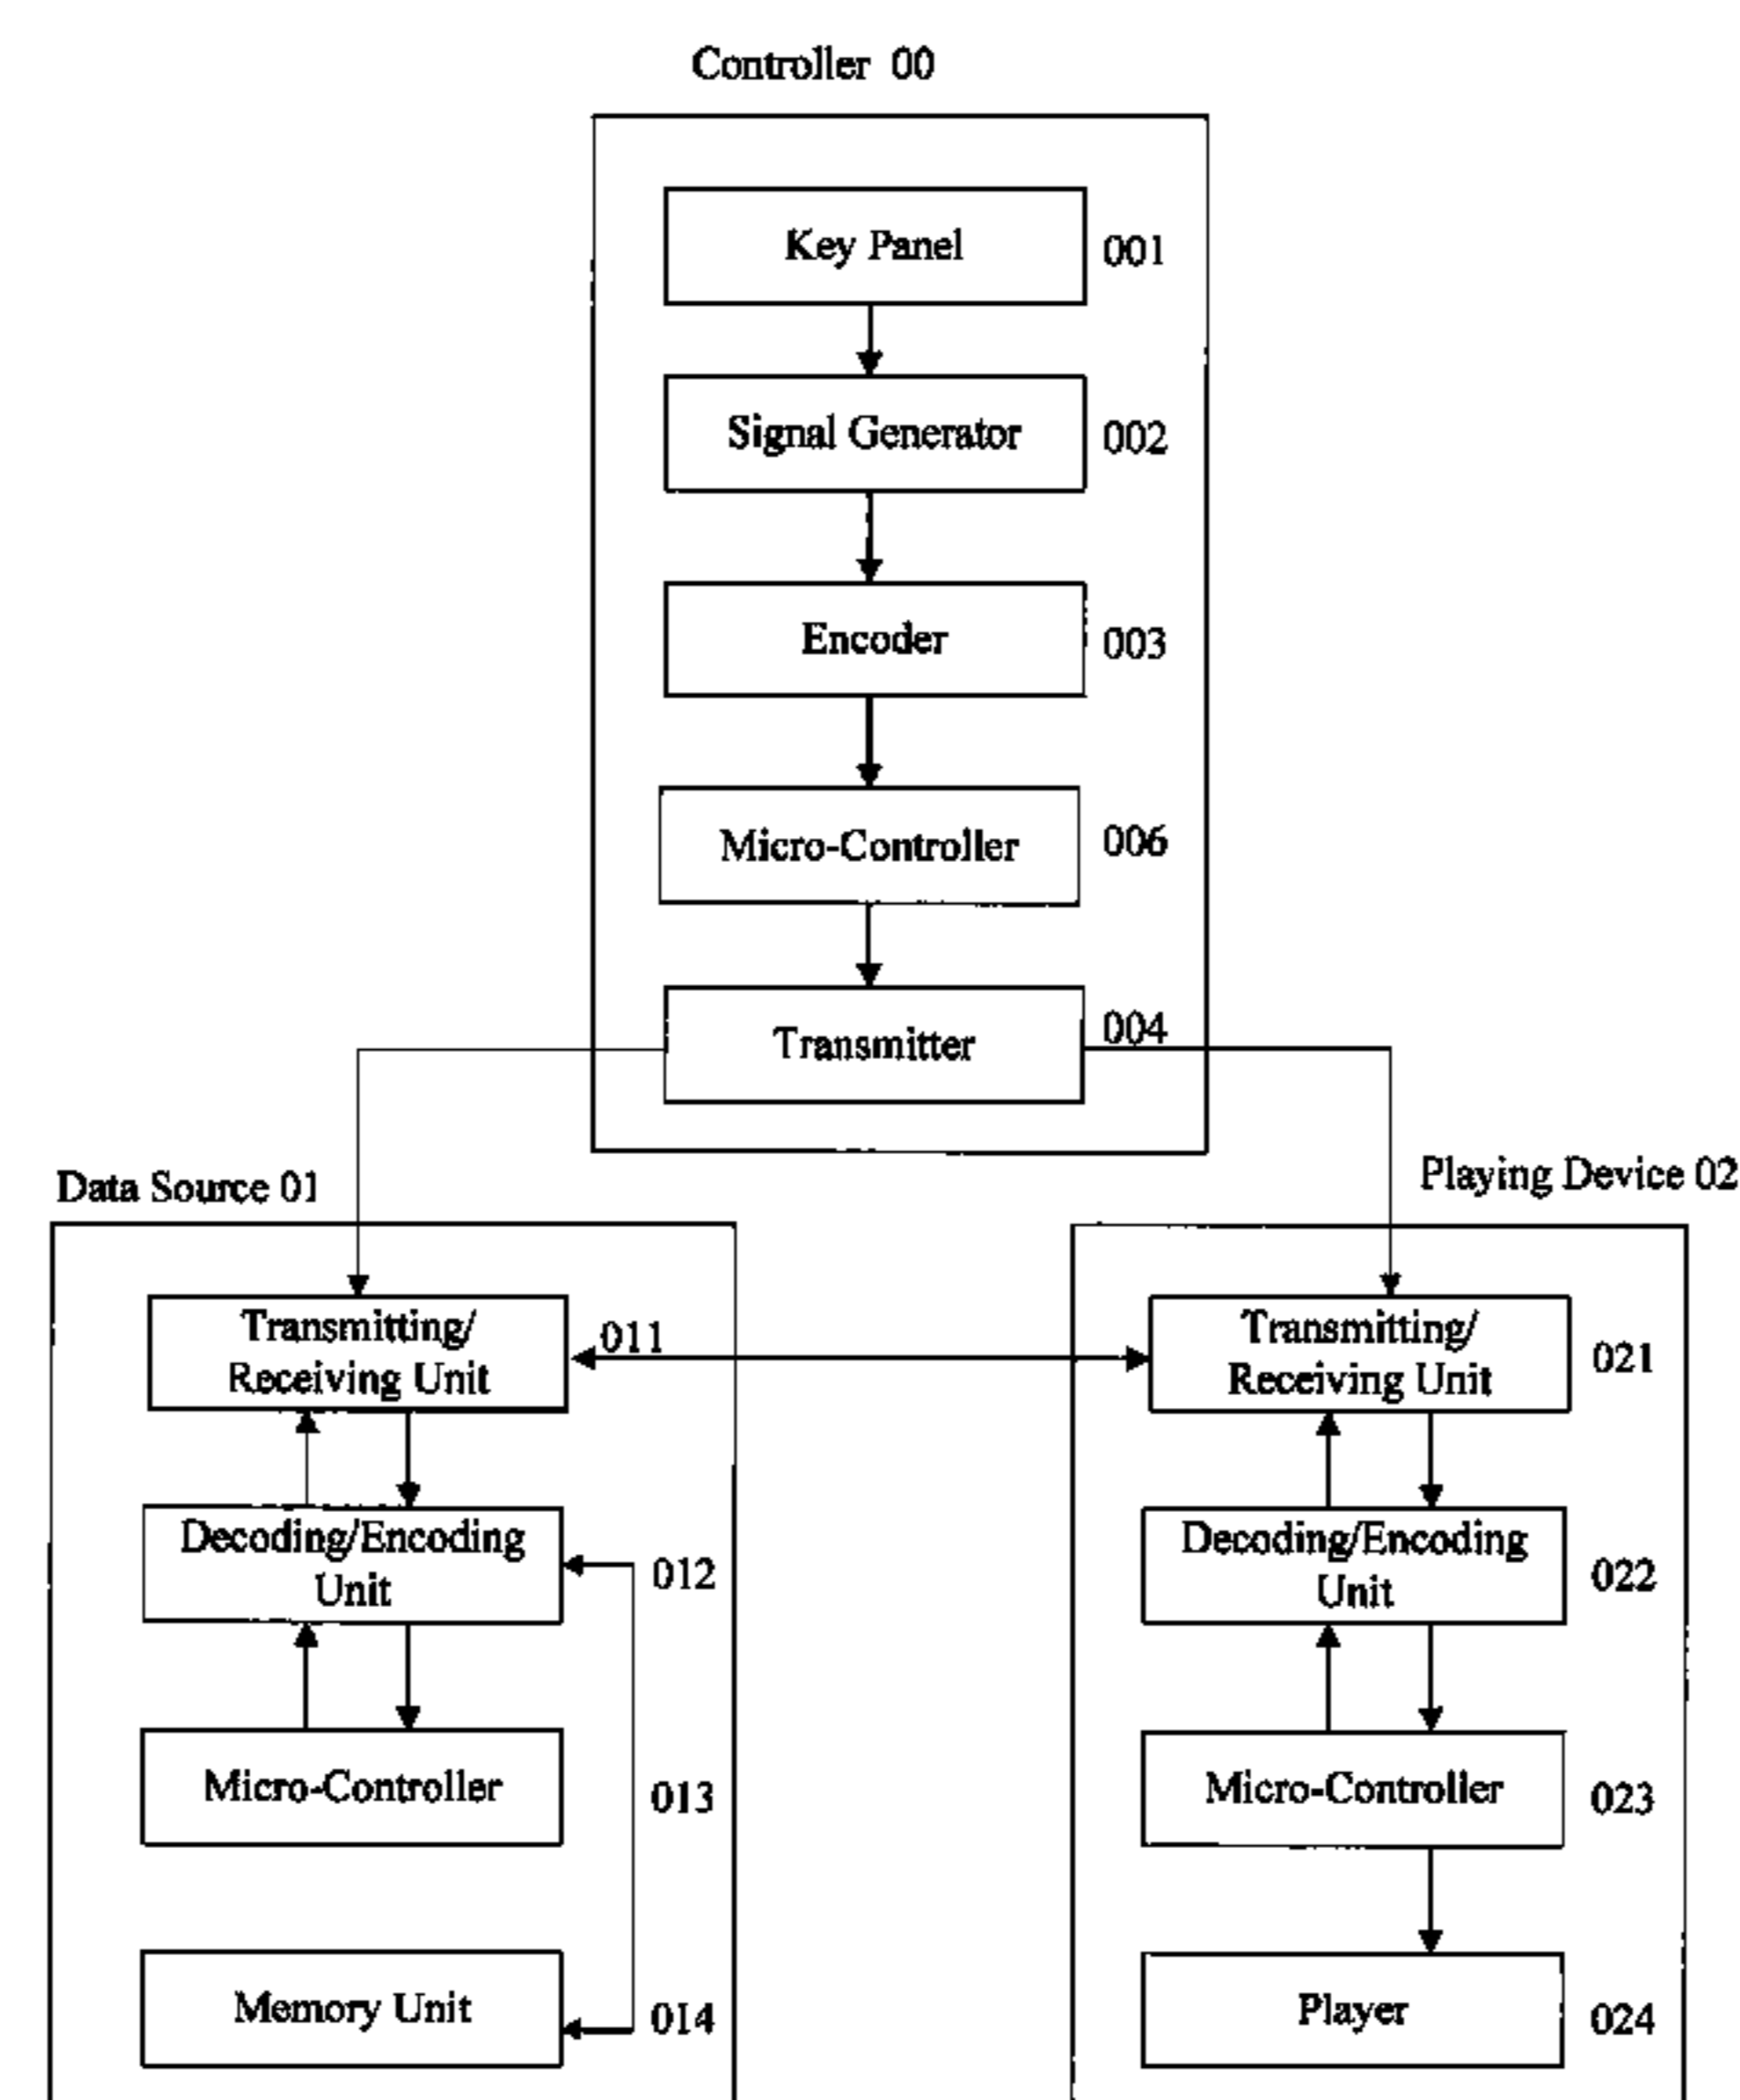 Controller 00
Key Panel 001
Signal Generator 002
Encoder 003
Micro-Controller 006
Transmitter 004
Data Source 01
Transmitting/
Receiving Unit
011
Decoding/Encoding
Unit
012
Micro-Controller 013
Memory Unit 014
Playing Device 02
Transmitting/
Receiving Unit
021
Decoding/Encoding
Unit
022
Micro-Controller 023
Player 024